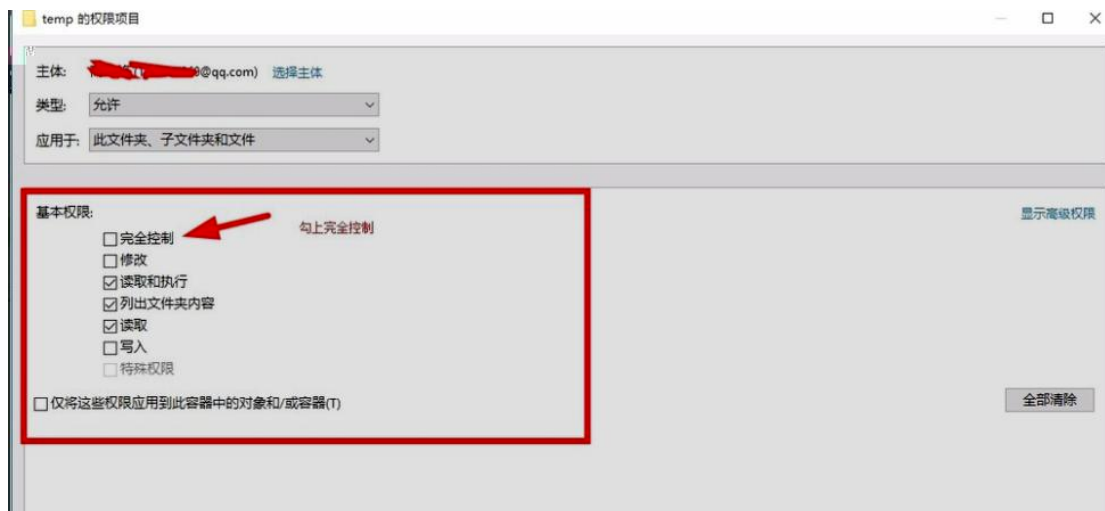 temp 的权限项目
主体: @qq.com) 选择主体
类型: 允许
应用于: 此文件夹、子文件夹和文件
基本权限: 显示高级权限
完全控制 勾上完全控制
修改
读取和执行
列出文件夹内容
读取
写入
特殊权限
仅将这些权限应用到此容器中的对象和/或容器(T) 全部清除